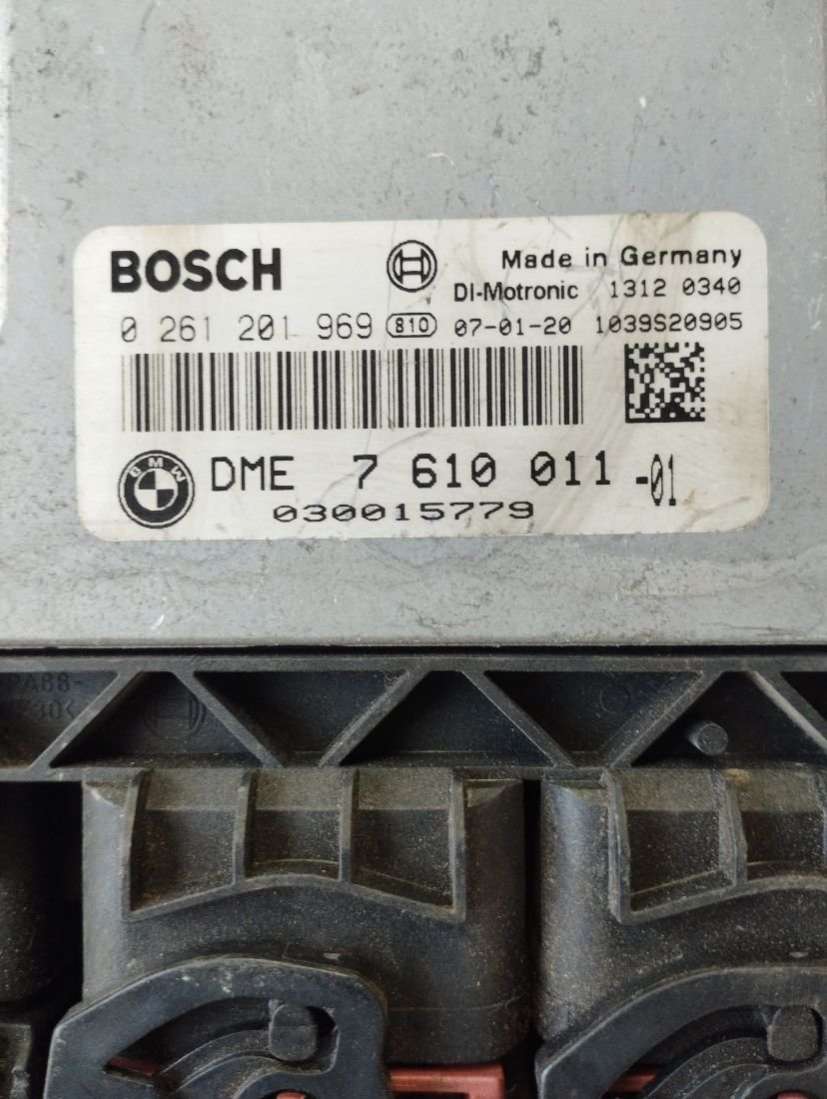 BOSCH
Made in Germany
DI-Motronic 1312 0340
0 261 201 969 810 07-01-20 1039S20905
BMW
DME 7 610 011 -01
030015779